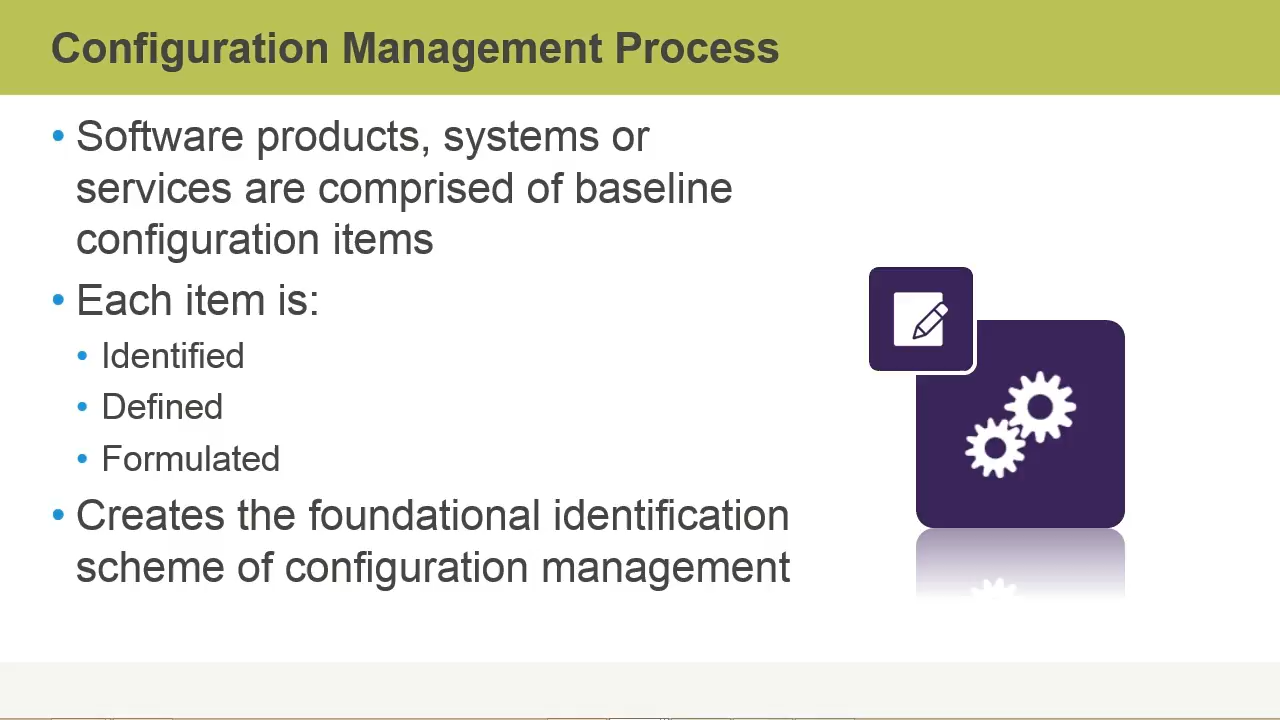 Configuration Management Process
• Software products, systems or
services are comprised of baseline
configuration items
• Each item is:
• Identified
• Defined
• Formulated
• Creates the foundational identification
scheme of configuration management